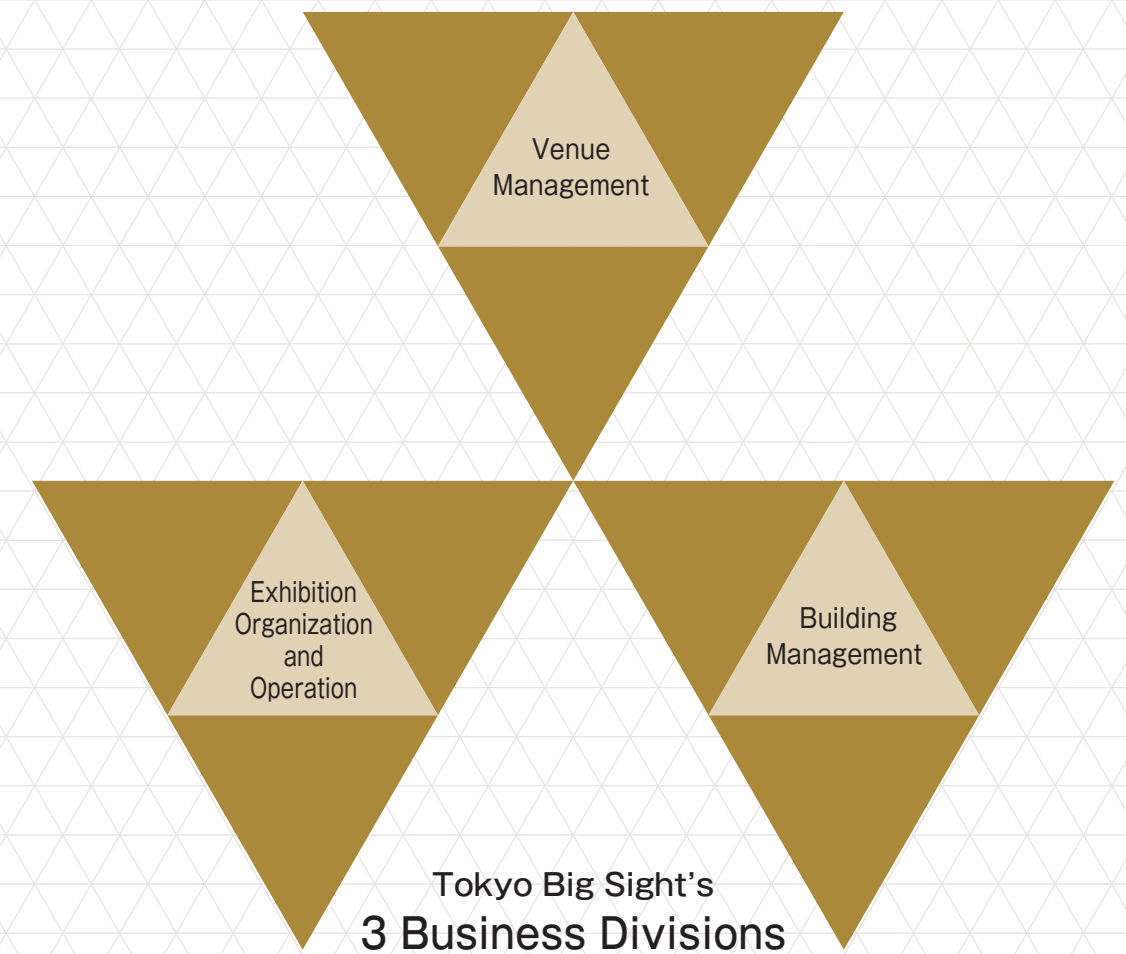 Venue
Management
Exhibition
Organization
and
Operation
Building
Management
Tokyo Big Sight's
3 Business Divisions